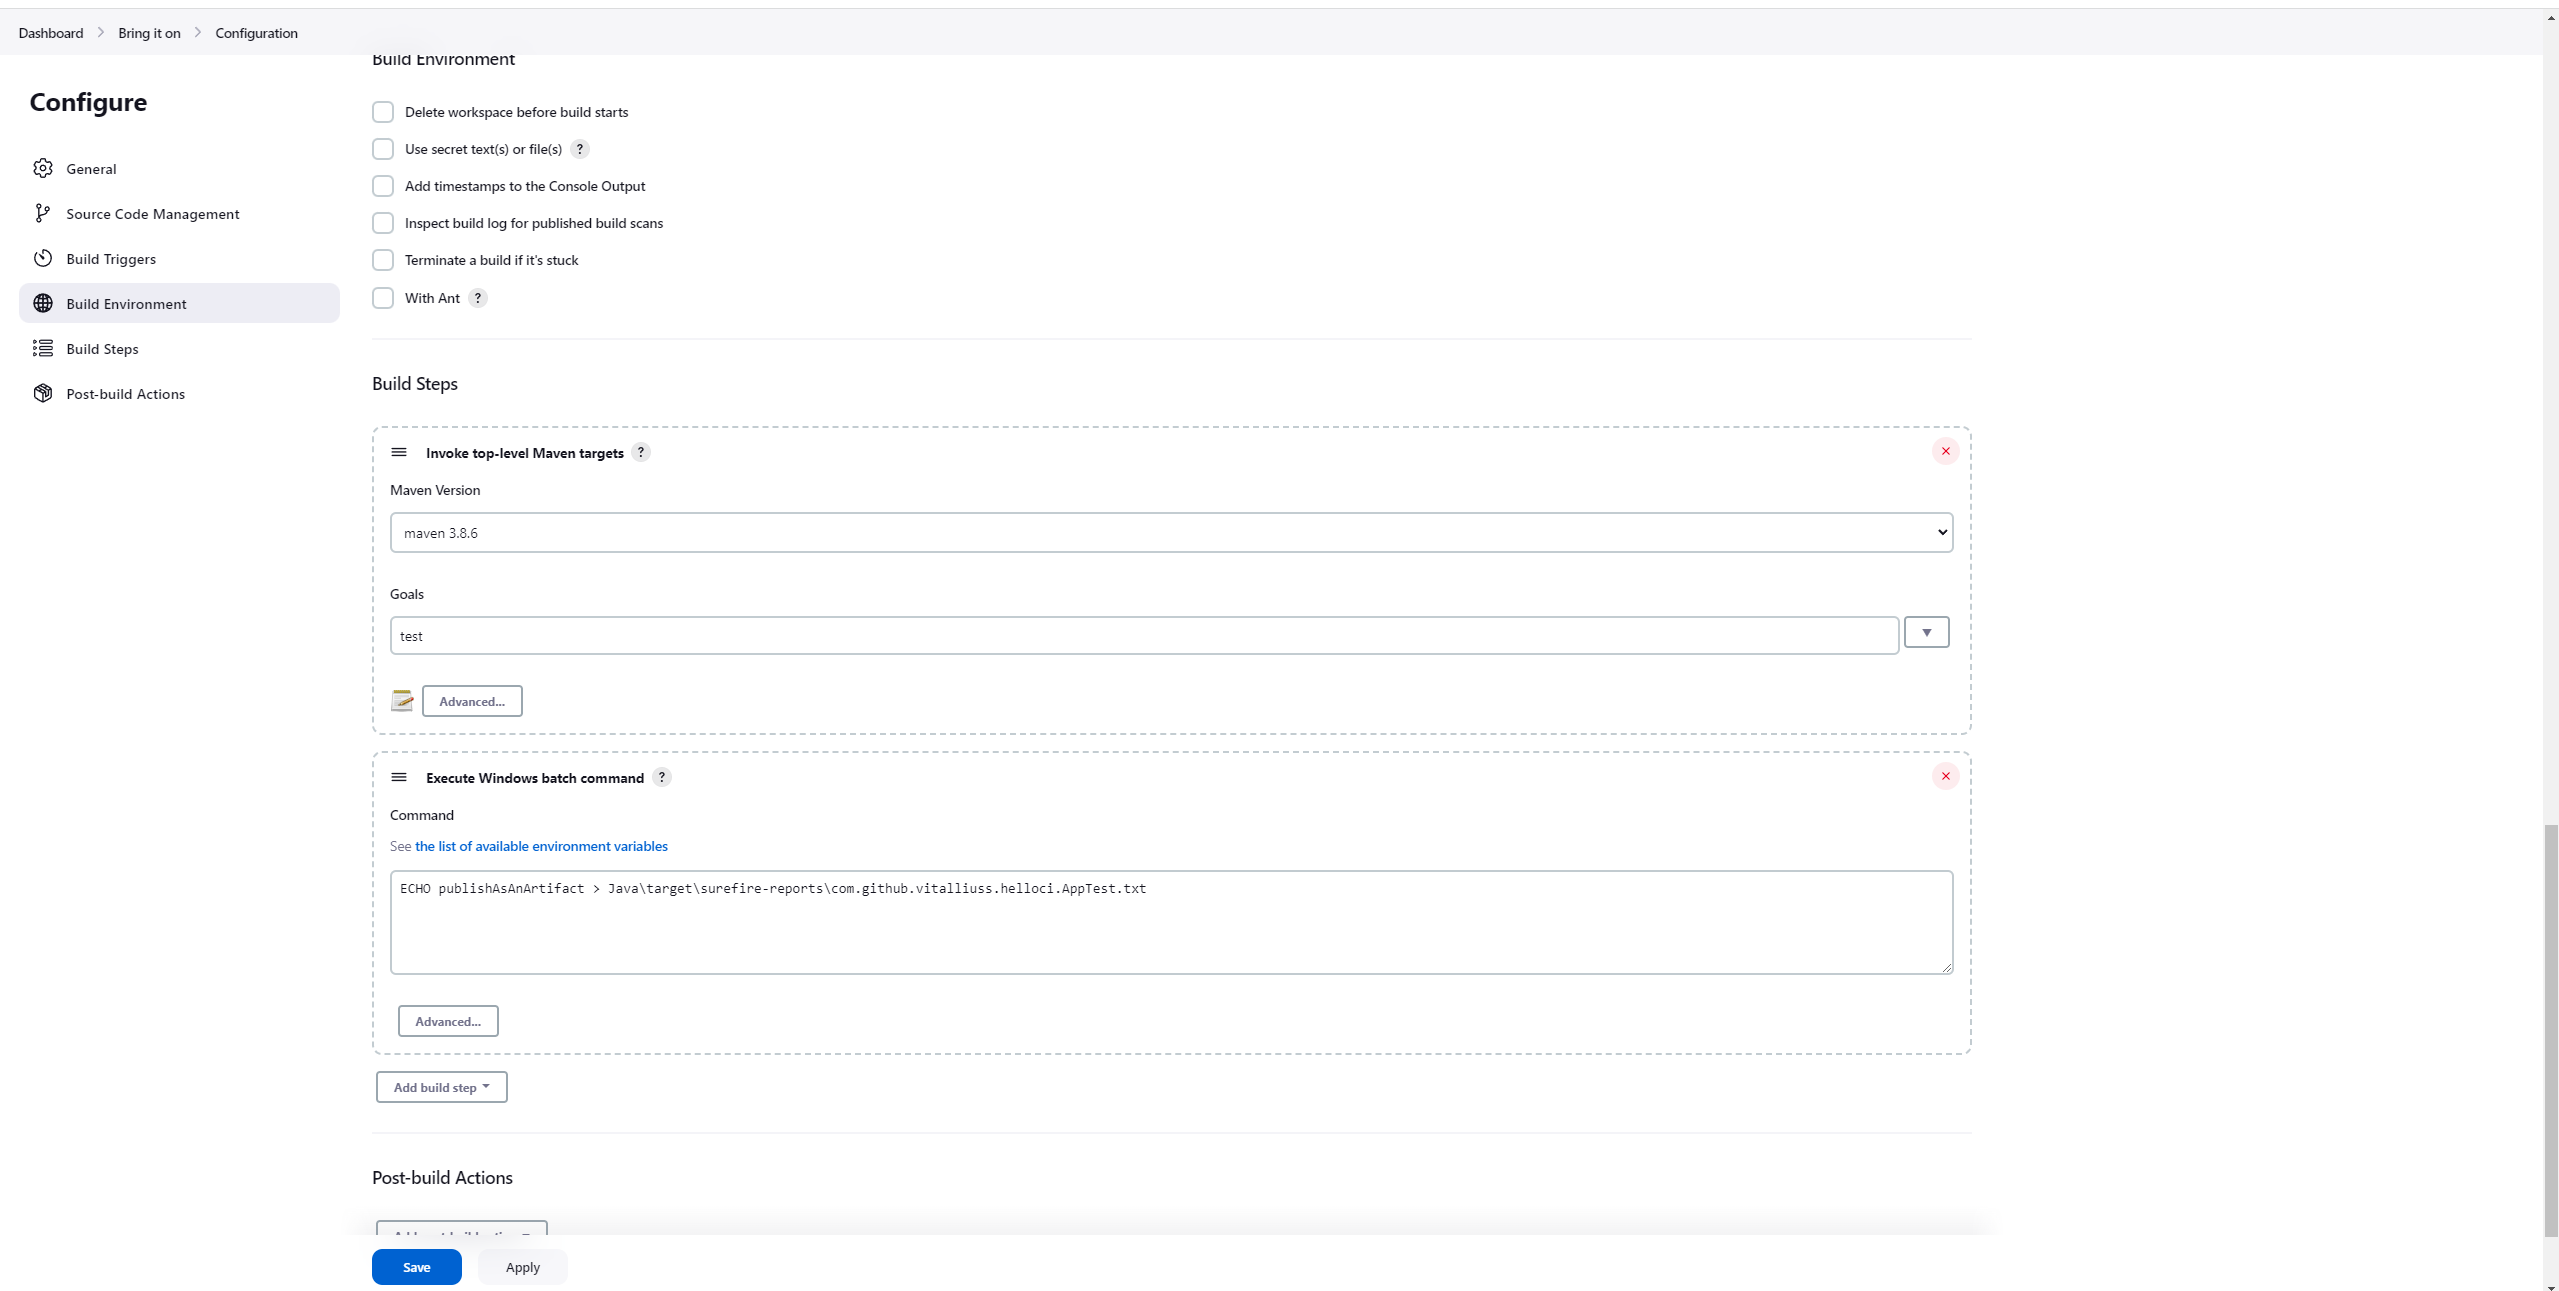 Dashboard > Bring it on > Configuration
Configure
General
Source Code Management
Build Triggers
Build Environment
Build Steps
Post-build Actions
Build Environment
Delete workspace before build starts
Use secret text(s) or file(s) ?
Add timestamps to the Console Output
Inspect build log for published build scans
Terminate a build if it's stuck
With Ant ?
Build Steps
Invoke top-level Maven targets ?
Maven Version
maven 3.8.6
Goals
test
Advanced...
Execute Windows batch command ?
Command
See the list of available environment variables
ECHO publishAsAnArtifact > Java\target\surefire-reports\com.github.vitalliuss.helloci.AppTest.txt
Advanced...
Add build step
Post-build Actions
Save
Apply